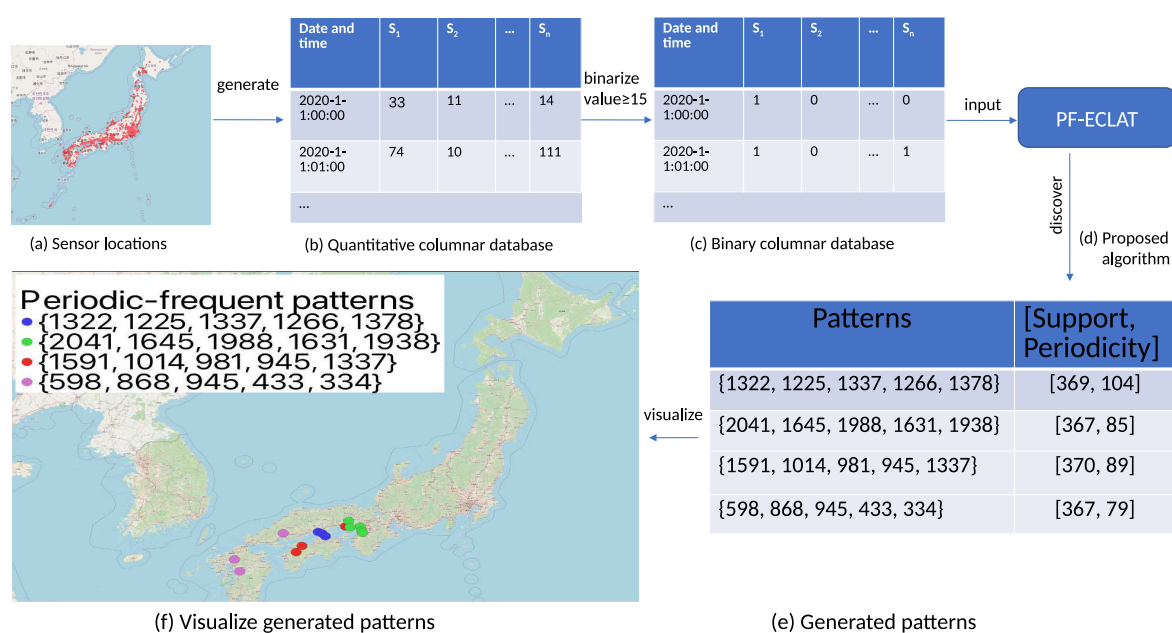 generate
(a) Sensor locations
Date and time S1 S2 ... Sn
2020-1-1:00:00 33 11 ... 14
2020-1-1:01:00 74 10 ... 111
...
(b) Quantitative columnar database
binarize
value≥15
Date and time S1 S2 ... Sn
2020-1-1:00:00 1 0 ... 0
2020-1-1:01:00 1 0 ... 1
...
(c) Binary columnar database
input
PF-ECLAT
discover
(d) Proposed
algorithm
Patterns [Support, Periodicity]
{1322, 1225, 1337, 1266, 1378} [369, 104]
{2041, 1645, 1988, 1631, 1938} [367, 85]
{1591, 1014, 981, 945, 1337} [370, 89]
{598, 868, 945, 433, 334} [367, 79]
(e) Generated patterns
visualize
Periodic-frequent patterns
{1322, 1225, 1337, 1266, 1378}
{2041, 1645, 1988, 1631, 1938}
{1591, 1014, 981, 945, 1337}
{598, 868, 945, 433, 334}
(f) Visualize generated patterns